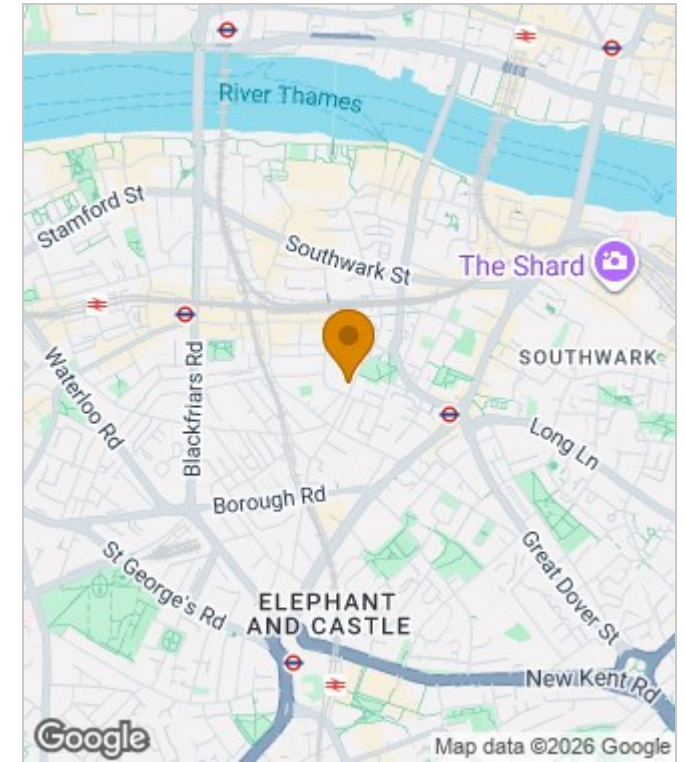 River Thames
Stamford St
Southwark St
The Shard
Waterloo Rd
Blackfriars Rd
SOUTHWARK
Long Ln
Borough Rd
Great Dover St
St George's Rd
ELEPHANT
AND CASTLE
New Kent Rd
Google
Map data ©2026 Google